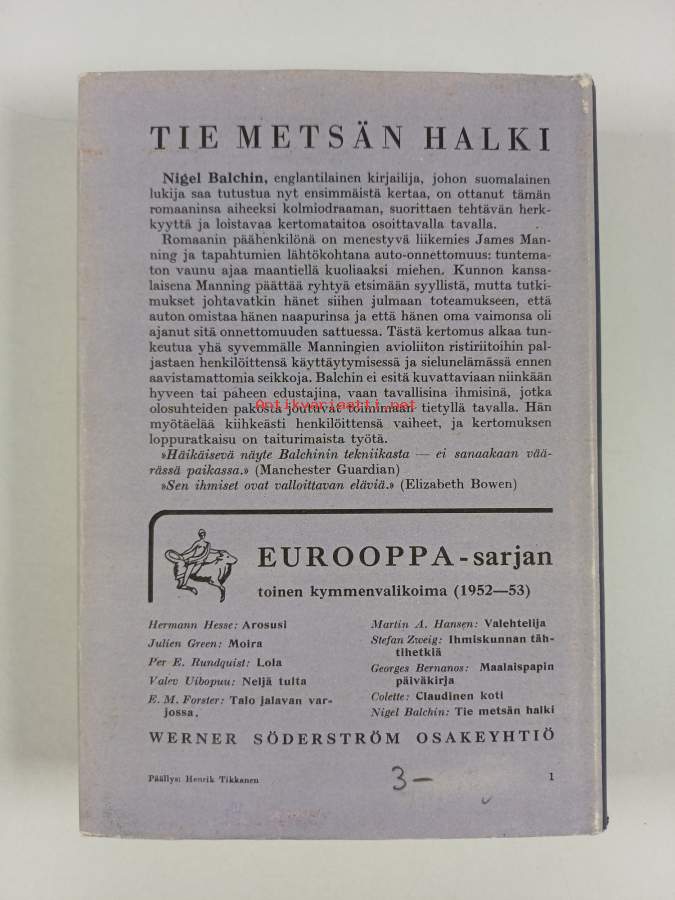 TIE METSÄN HALKI
Nigel Balchin, englantilainen kirjailija, johon suomalainen
lukija saa tutustua nyt ensimmäistä kertaa, on ottanut tämän
romaaninsa aiheeksi kolmiodraaman, suorittaen tehtävän herk-
kyyttä ja loistavaa kertomataitoa osoittavalla tavalla.
Romaanin päähenkilönä on menestyvä liikemies James Man-
ning ja tapahtumien lähtökohtana auto-onnettomuus: tuntema-
ton vaunu ajaa maantiellä kuoliaaksi miehen. Kunnon kansa-
laisena Manning päättää ryhtyä etsimään syyllistä, mutta tutki-
mukset johtavatkin hänet siihen julmaan toteamukseen, että
auton omistaa hänen naapurinsa ja että hänen oma vaimonsa oli
ajanut sitä onnettomuuden sattuessa. Tästä kertomus alkaa tun-
keutua yhä syvemmälle Manningien avioliiton ristiriitoihin pal-
jastaen henkilöittensä käyttäytymisessä ja sielunelämässä ennen
aavistamattomia seikkoja. Balchin ei esitä kuvattaviaan niinkään
hyveen tai paheen edustajina, vaan tavallisina ihmisinä, jotka
olosuhteiden pakosta joutuvat toimimaan tietyllä tavalla. Hän
Antikvariaatti.net
myötäelää kiihkeästi henkilöittensä vaiheet, ja kertomuksen
loppuratkaisu on taiturimaista työtä.
»Häikäisevä näyte Balchinin tekniikasta — ei sanaakaan vää-
rässä paikassa.» (Manchester Guardian)
»Sen ihmiset ovat valloittavan eläviä.» (Elizabeth Bowen)
EUROOPPA-sarjan
toinen kymmenvalikoima (1952—53)
Hermann Hesse: Arosusi
Julien Green: Moira
Per E. Rundquist: Lola
Valev Uibopuu: Neljä tulta
E. M. Forster: Talo jalavan var-
jossa.
Martin A. Hansen: Valehtelija
Stefan Zweig: Ihmiskunnan täh-
tihetkiä
Georges Bernanos: Maalaispapin
päiväkirja
Colette: Claudinen koti
Nigel Balchin: Tie metsän halki
WERNER SÖDERSTRÖM OSAKEYHTIÖ
Päällys: Henrik Tikkanen
3-
1